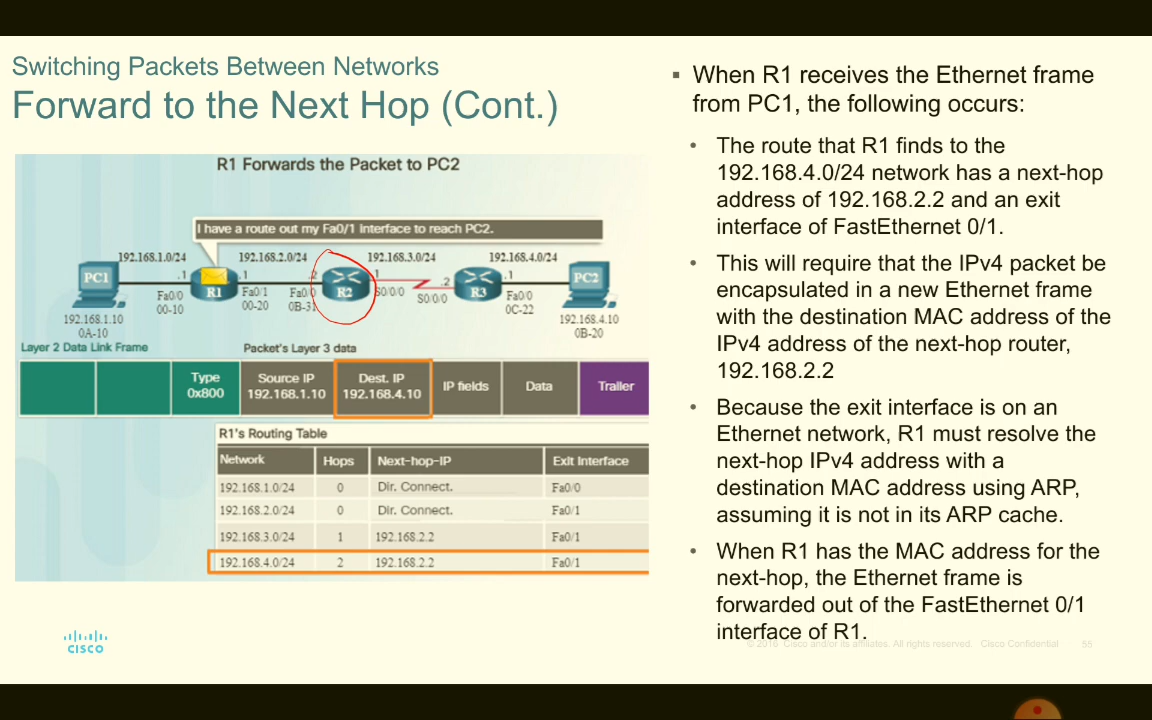 Switching Packets Between Networks
Forward to the Next Hop (Cont.)
R1 Forwards the Packet to PC2
I have a route out my Fa0/1 interface to reach PC2.
192.168.1.0/24 192.168.2.0/24 192.168.3.0/24 192.168.4.0/24
PC1 .1 R1 .1 .2 R2 .1 .2 R3 .1 PC2
Fa0/0 Fa0/1 Fa0/0 S0/0/0 S0/0/0 Fa0/0
00-10 00-20 0B-31 0C-22
192.168.1.10 192.168.4.10
0A-10 0B-20
Layer 2 Data Link Frame Packet's Layer 3 data
Type
0x800
Source IP
192.168.1.10
Dest. IP
192.168.4.10
IP fields
Data
Trailer
R1's Routing Table
Network Hops Next-hop-IP Exit Interface
192.168.1.0/24 0 Dir. Connect. Fa0/0
192.168.2.0/24 0 Dir. Connect. Fa0/1
192.168.3.0/24 1 192.168.2.2 Fa0/1
192.168.4.0/24 2 192.168.2.2 Fa0/1
CISCO
▪ When R1 receives the Ethernet frame
from PC1, the following occurs:
• The route that R1 finds to the
192.168.4.0/24 network has a next-hop
address of 192.168.2.2 and an exit
interface of FastEthernet 0/1.
• This will require that the IPv4 packet be
encapsulated in a new Ethernet frame
with the destination MAC address of the
IPv4 address of the next-hop router,
192.168.2.2
• Because the exit interface is on an
Ethernet network, R1 must resolve the
next-hop IPv4 address with a
destination MAC address using ARP,
assuming it is not in its ARP cache.
• When R1 has the MAC address for the
next-hop, the Ethernet frame is
forwarded out of the FastEthernet 0/1
interface of R1.
Cisco and/or its affiliates. All rights reserved. Cisco Confidential 55